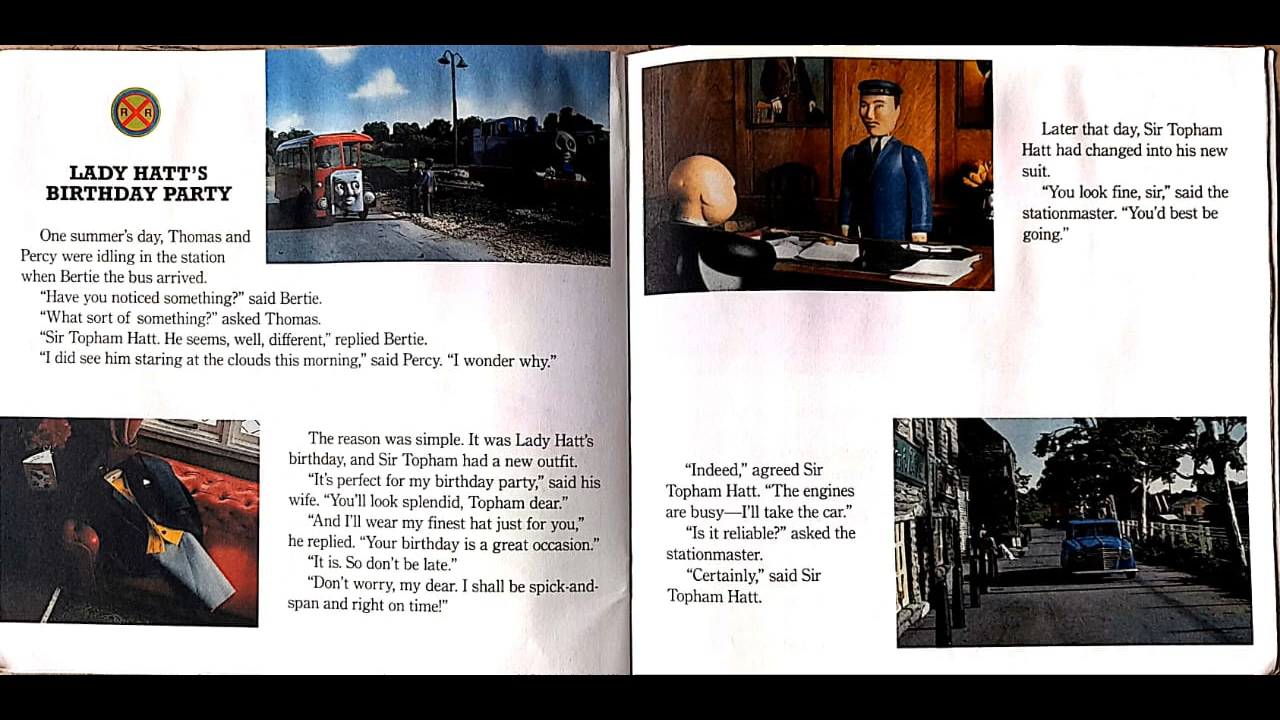 R R
LADY HATT'S
BIRTHDAY PARTY
One summer's day, Thomas and
Percy were idling in the station
when Bertie the bus arrived.
“Have you noticed something?” said Bertie.
“What sort of something?” asked Thomas.
“Sir Topham Hatt. He seems, well, different,” replied Bertie.
“I did see him staring at the clouds this morning,” said Percy. “I wonder why.”
The reason was simple. It was Lady Hatt's
birthday, and Sir Topham had a new outfit.
“It's perfect for my birthday party,” said his
wife. “You'll look splendid, Topham dear.”
“And I'll wear my finest hat just for you,”
he replied. “Your birthday is a great occasion.”
“It is. So don't be late.”
“Don't worry, my dear. I shall be spick-and-
span and right on time!”
Later that day, Sir Topham
Hatt had changed into his new
suit.
“You look fine, sir,” said the
stationmaster. “You'd best be
going.”
“Indeed,” agreed Sir
Topham Hatt. “The engines
are busy—I'll take the car.”
“Is it reliable?” asked the
stationmaster.
“Certainly,” said Sir
Topham Hatt.